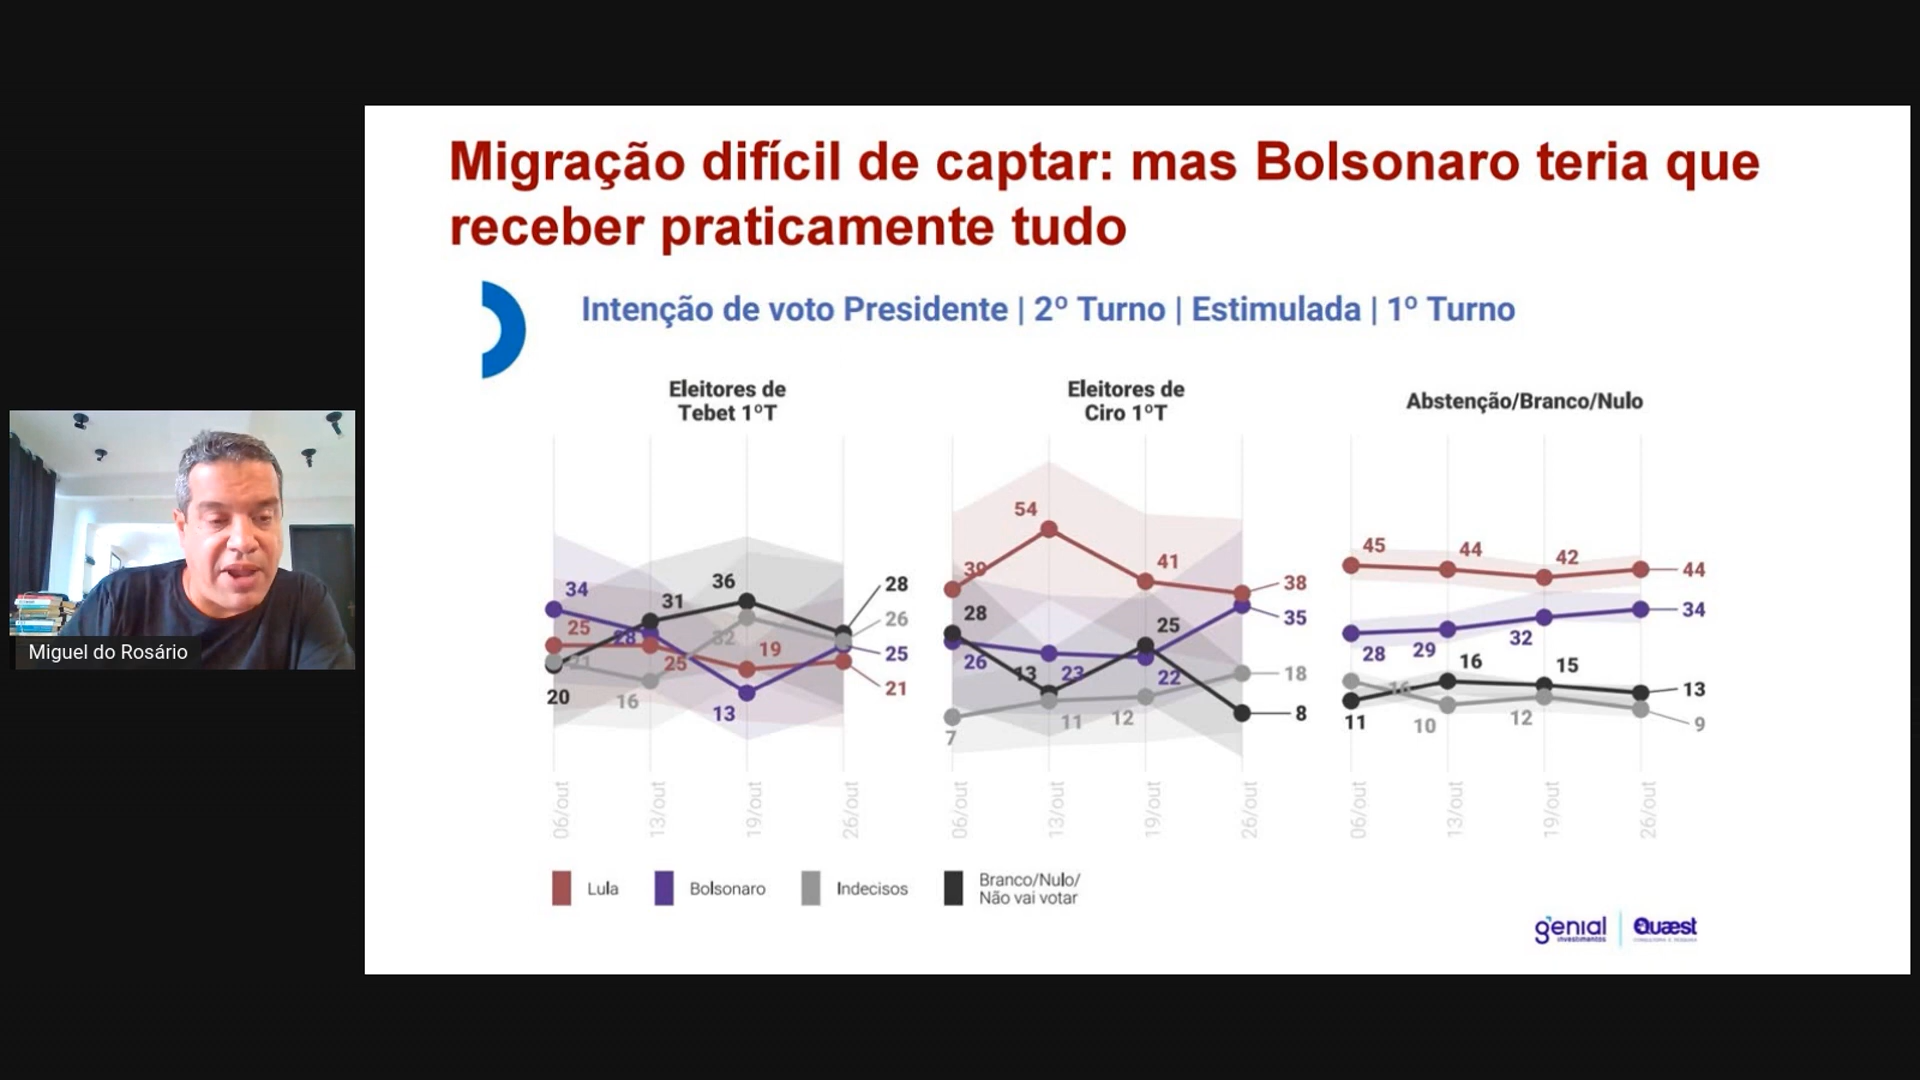 Migração difícil de captar: mas Bolsonaro teria que
receber praticamente tudo
Intenção de voto Presidente | 2º Turno | Estimulada | 1º Turno
Eleitores de
Tebet 1ºT
34
25
21
20
31
28
25
16
36
32
19
13
28
26
25
21
06/out
13/out
19/out
26/out
Eleitores de
Ciro 1ºT
39
28
26
7
54
13
23
11
41
25
22
12
38
35
18
8
06/out
13/out
19/out
26/out
Abstenção/Branco/Nulo
45
28
16
11
44
29
16
10
42
32
15
12
44
34
13
9
06/out
13/out
19/out
26/out
Lula
Bolsonaro
Indecisos
Branco/Nulo/
Não vai votar
genial
investimentos
Quæst
Miguel do Rosário